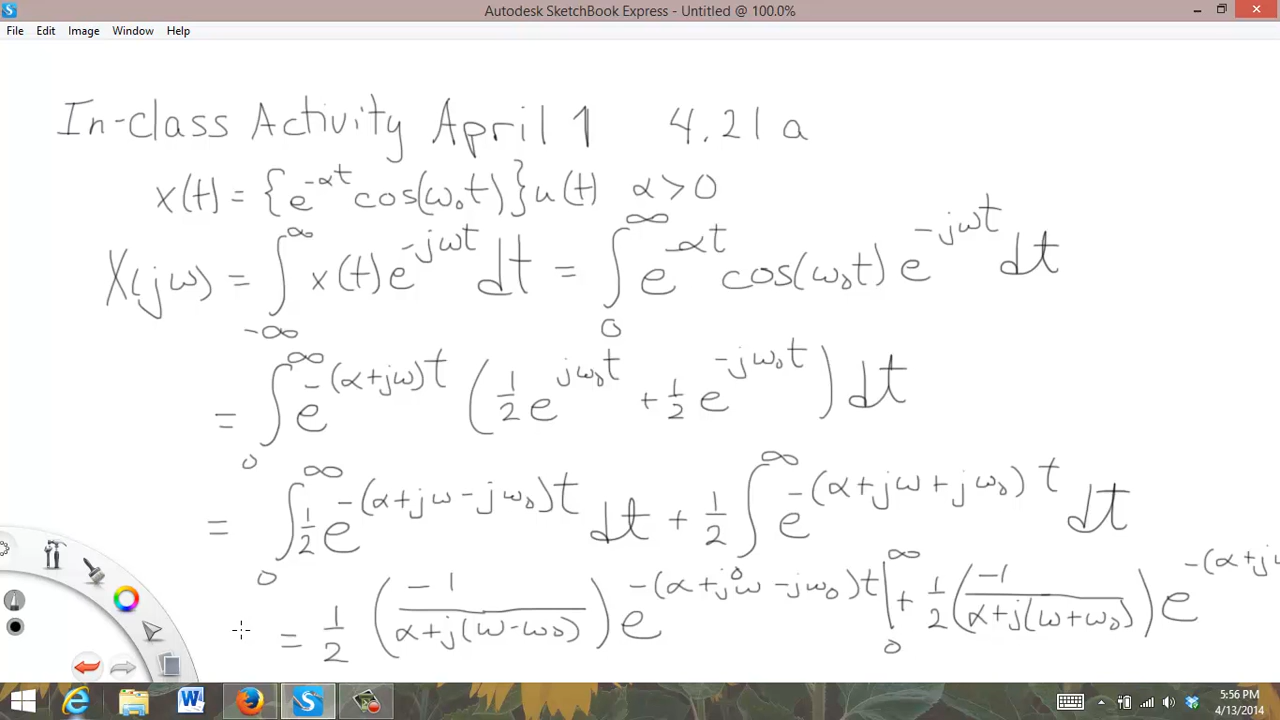 Autodesk SketchBook Express - Untitled @ 100.0%
File Edit Image Window Help
In-class Activity April 1 4.21 a
x(t) = {e^{-αt} cos(ω₀t)} u(t) α > 0
X(jω) = ∫_{-∞}^{∞} x(t) e^{-jωt} dt = ∫_{0}^{∞} e^{-αt} cos(ω₀t) e^{-jωt} dt
= ∫_{0}^{∞} e^{-(α+jω)t} (½ e^{jω₀t} + ½ e^{-jω₀t}) dt
= ∫_{0}^{∞} ½ e^{-(α+jω-jω₀)t} dt + ½ ∫_{0}^{∞} e^{-(α+jω+jω₀)t} dt
= ½ (-1/(α+j(ω-ω₀))) e^{-(α+jω-jω₀)t} |_{0}^{∞} + ½ (-1/(α+j(ω+ω₀))) e^{-(α+j
5:56 PM
4/13/2014